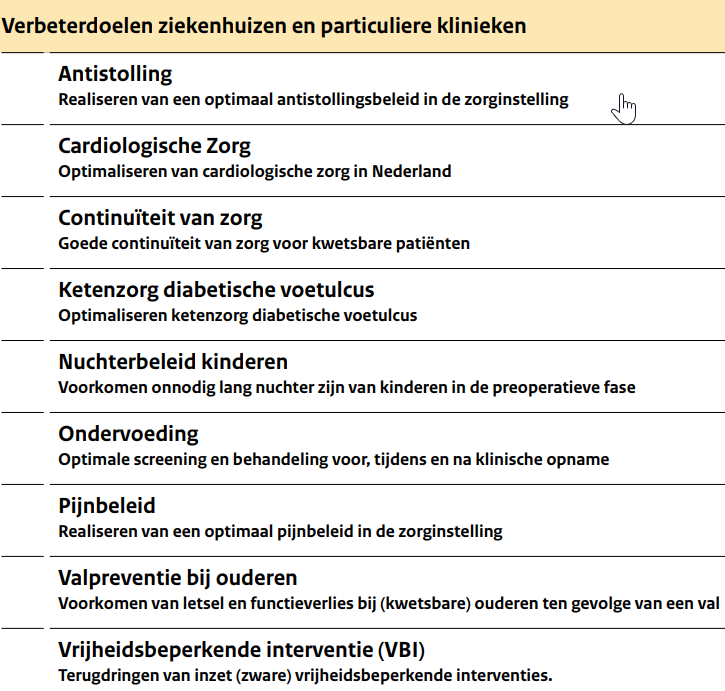 Verbeterdoelen ziekenhuizen en particuliere klinieken
Antistolling
Realiseren van een optimaal antistollingsbeleid in de zorginstelling
Cardiologische Zorg
Optimaliseren van cardiologische zorg in Nederland
Continuïteit van zorg
Goede continuïteit van zorg voor kwetsbare patiënten
Ketenzorg diabetische voetulcus
Optimaliseren ketenzorg diabetische voetulcus
Nuchterbeleid kinderen
Voorkomen onnodig lang nuchter zijn van kinderen in de preoperatieve fase
Ondervoeding
Optimale screening en behandeling voor, tijdens en na klinische opname
Pijnbeleid
Realiseren van een optimaal pijnbeleid in de zorginstelling
Valpreventie bij ouderen
Voorkomen van letsel en functieverlies bij (kwetsbare) ouderen ten gevolge van een val
Vrijheidsbeperkende interventie (VBI)
Terugdringen van inzet (zware) vrijheidsbeperkende interventies.